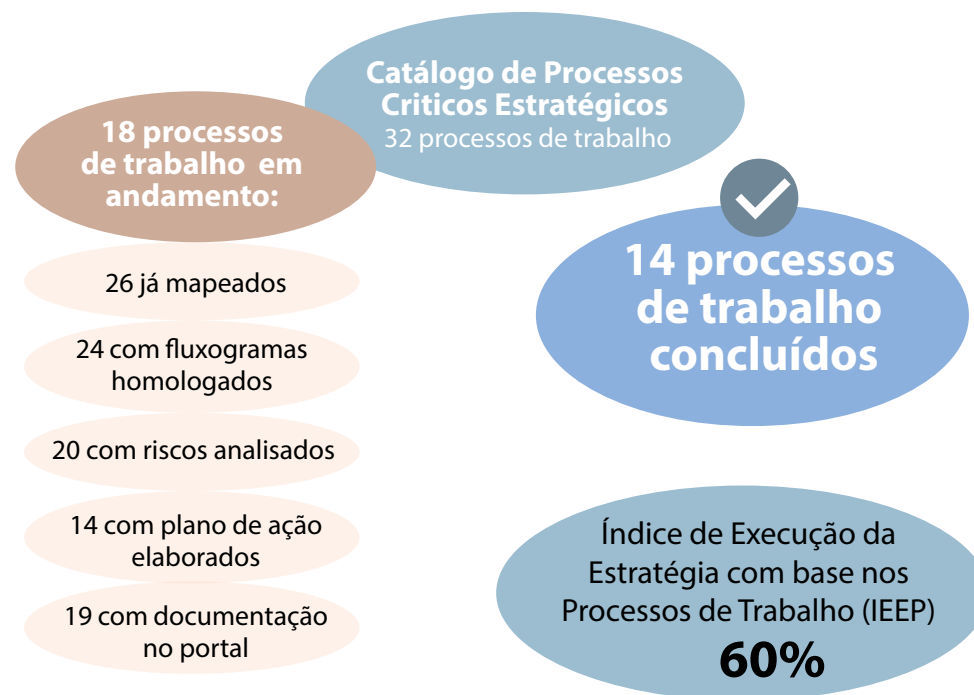 Catálogo de Processos
Criticos Estratégicos
32 processos de trabalho
18 processos
de trabalho em
andamento:
26 já mapeados
24 com fluxogramas
homologados
20 com riscos analisados
14 com plano de ação
elaborados
19 com documentação
no portal
14 processos
de trabalho
concluídos
Índice de Execução da
Estratégia com base nos
Processos de Trabalho (IEEP)
60%